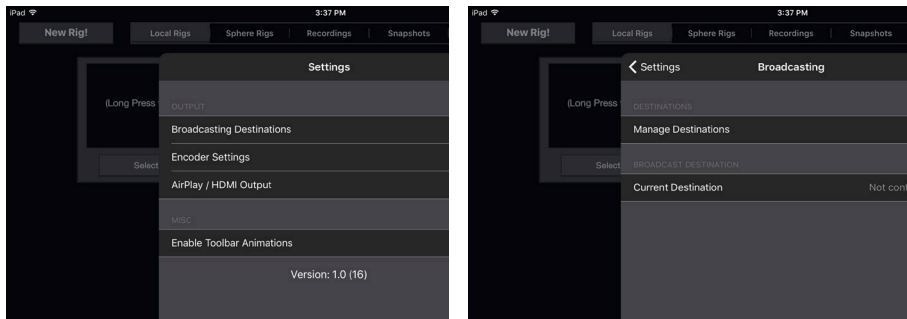 iPad
3:37 PM
New Rig!
Local Rigs
Sphere Rigs
Recordings
Snapshots
Settings
(Long Press
OUTPUT
Broadcasting Destinations
Encoder Settings
Select
AirPlay / HDMI Output
MISC
Enable Toolbar Animations
Version: 1.0 (16)
iPad
3:37 PM
New Rig!
Local Rigs
Sphere Rigs
Recordings
Snapshots
Settings
Broadcasting
(Long Press
DESTINATIONS
Manage Destinations
Select
BROADCAST DESTINATION
Current Destination
Not conf